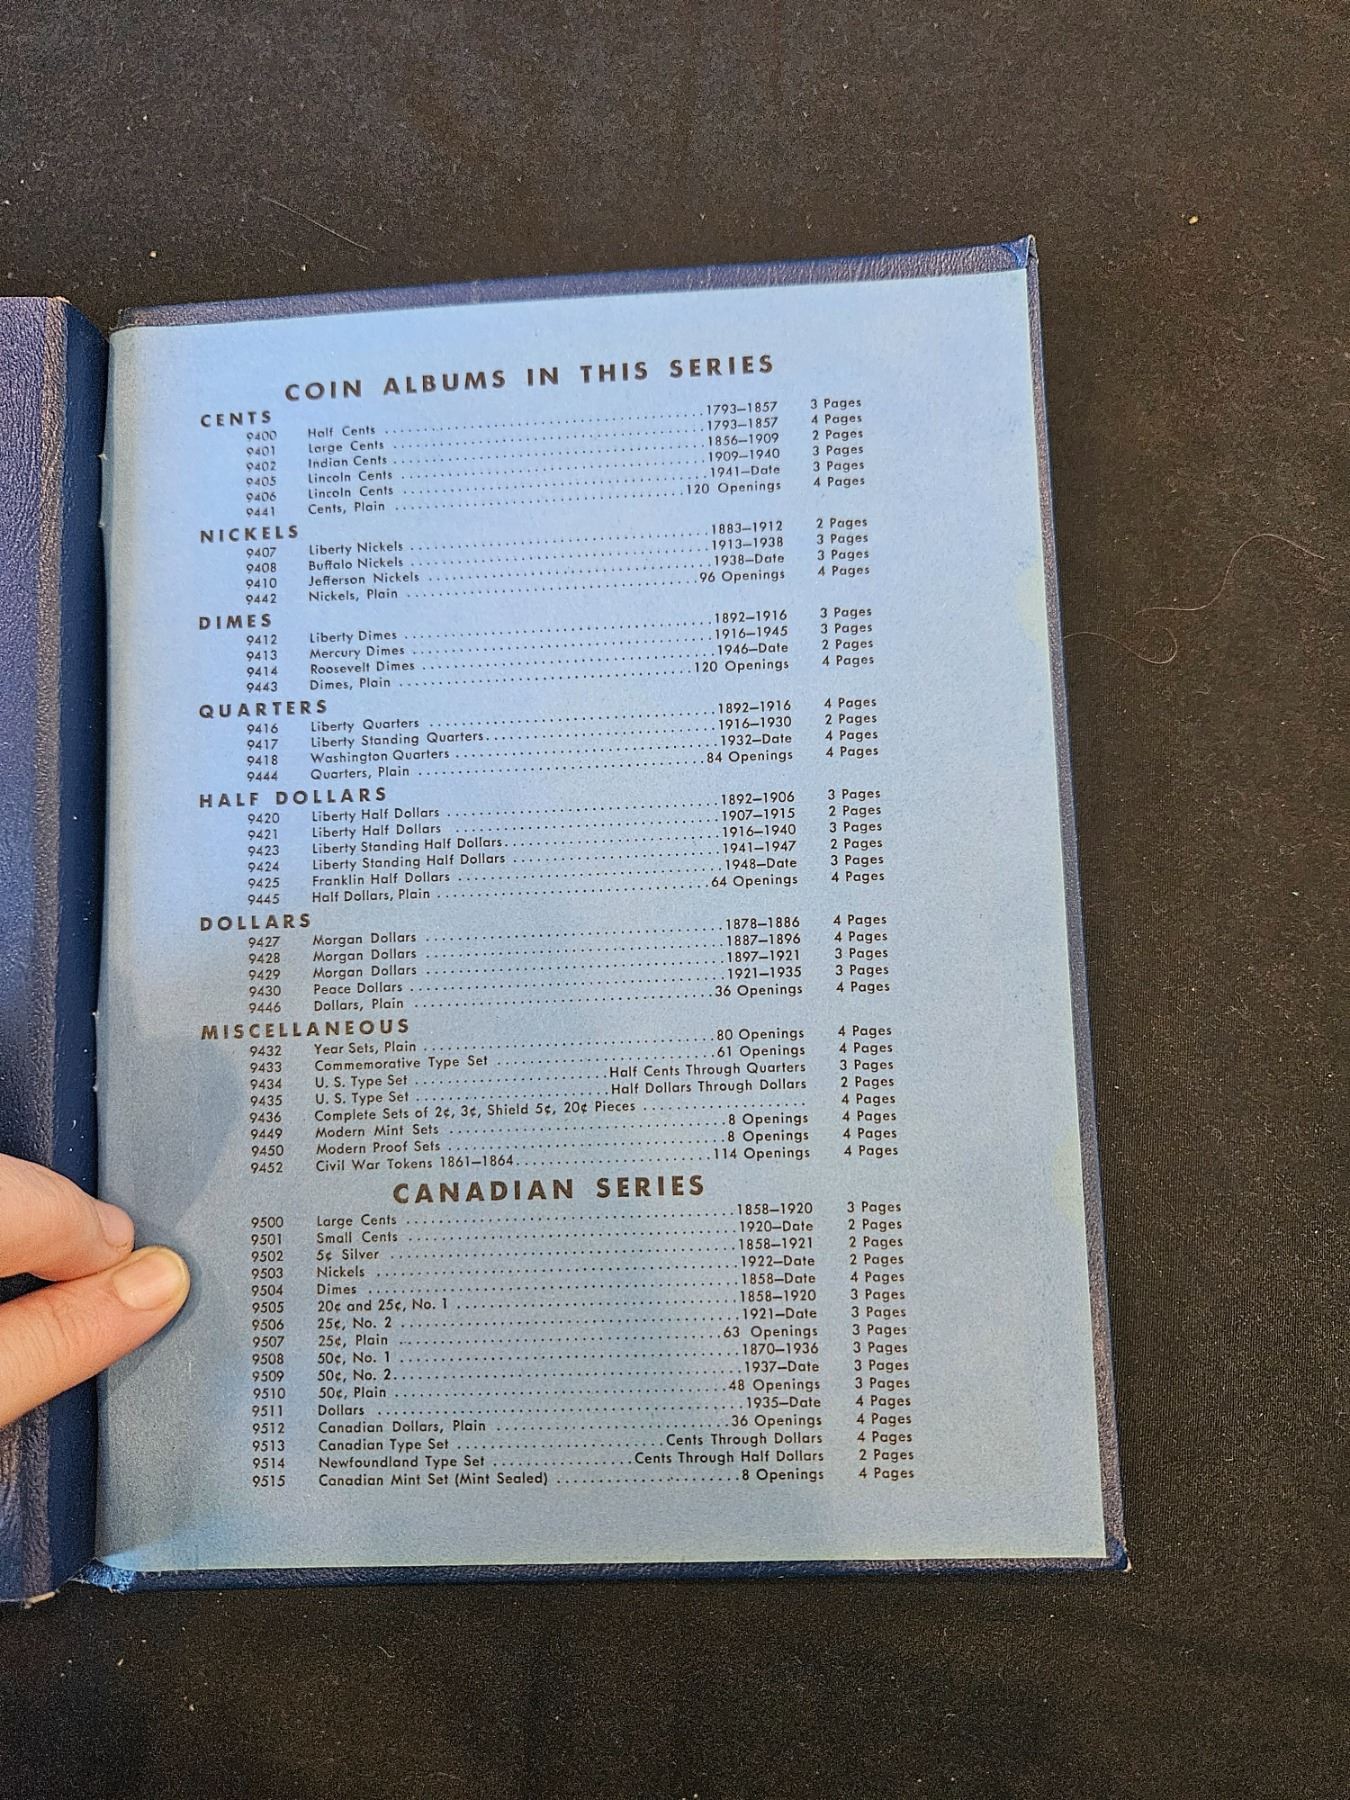 COIN ALBUMS IN THIS SERIES
CENTS
9400 Half Cents ........ 1793–1857 3 Pages
9401 Large Cents ........ 1793–1857 4 Pages
9402 Indian Cents ........ 1856–1909 2 Pages
9405 Lincoln Cents ........ 1909–1940 3 Pages
9406 Lincoln Cents ........ 1941–Date 3 Pages
9441 Cents, Plain ........ 120 Openings 4 Pages
NICKELS
9407 Liberty Nickels ........ 1883–1912 2 Pages
9408 Buffalo Nickels ........ 1913–1938 3 Pages
9410 Jefferson Nickels ........ 1938–Date 3 Pages
9442 Nickels, Plain ........ 96 Openings 4 Pages
DIMES
9412 Liberty Dimes ........ 1892–1916 3 Pages
9413 Mercury Dimes ........ 1916–1945 3 Pages
9414 Roosevelt Dimes ........ 1946–Date 2 Pages
9443 Dimes, Plain ........ 120 Openings 4 Pages
QUARTERS
9416 Liberty Quarters ........ 1892–1916 4 Pages
9417 Liberty Standing Quarters ........ 1916–1930 2 Pages
9418 Washington Quarters ........ 1932–Date 4 Pages
9444 Quarters, Plain ........ 84 Openings 4 Pages
HALF DOLLARS
9420 Liberty Half Dollars ........ 1892–1906 3 Pages
9421 Liberty Half Dollars ........ 1907–1915 2 Pages
9423 Liberty Standing Half Dollars ........ 1916–1940 3 Pages
9424 Liberty Standing Half Dollars ........ 1941–1947 2 Pages
9425 Franklin Half Dollars ........ 1948–Date 3 Pages
9445 Half Dollars, Plain ........ 64 Openings 4 Pages
DOLLARS
9427 Morgan Dollars ........ 1878–1886 4 Pages
9428 Morgan Dollars ........ 1887–1896 4 Pages
9429 Morgan Dollars ........ 1897–1921 3 Pages
9430 Peace Dollars ........ 1921–1935 3 Pages
9446 Dollars, Plain ........ 36 Openings 4 Pages
MISCELLANEOUS
9432 Year Sets, Plain ........ 80 Openings 4 Pages
9433 Commemorative Type Set ........ 61 Openings 4 Pages
9434 U. S. Type Set ........ Half Cents Through Quarters 3 Pages
9435 U. S. Type Set ........ Half Dollars Through Dollars 2 Pages
9436 Complete Sets of 2¢, 3¢, Shield 5¢, 20¢ Pieces ........ 4 Pages
9449 Modern Mint Sets ........ 8 Openings 4 Pages
9450 Modern Proof Sets ........ 8 Openings 4 Pages
9452 Civil War Tokens 1861–1864 ........ 114 Openings 4 Pages
CANADIAN SERIES
9500 Large Cents ........ 1858–1920 3 Pages
9501 Small Cents ........ 1920–Date 2 Pages
9502 5¢ Silver ........ 1858–1921 2 Pages
9503 Nickels ........ 1922–Date 2 Pages
9504 Dimes ........ 1858–Date 4 Pages
9505 20¢ and 25¢, No. 1 ........ 1858–1920 3 Pages
9506 25¢, No. 2 ........ 1921–Date 3 Pages
9507 25¢, Plain ........ 63 Openings 3 Pages
9508 50¢, No. 1 ........ 1870–1936 3 Pages
9509 50¢, No. 2 ........ 1937–Date 3 Pages
9510 50¢, Plain ........ 48 Openings 3 Pages
9511 Dollars ........ 1935–Date 4 Pages
9512 Canadian Dollars, Plain ........ 36 Openings 4 Pages
9513 Canadian Type Set ........ Cents Through Dollars 4 Pages
9514 Newfoundland Type Set ........ Cents Through Half Dollars 2 Pages
9515 Canadian Mint Set (Mint Sealed) ........ 8 Openings 4 Pages